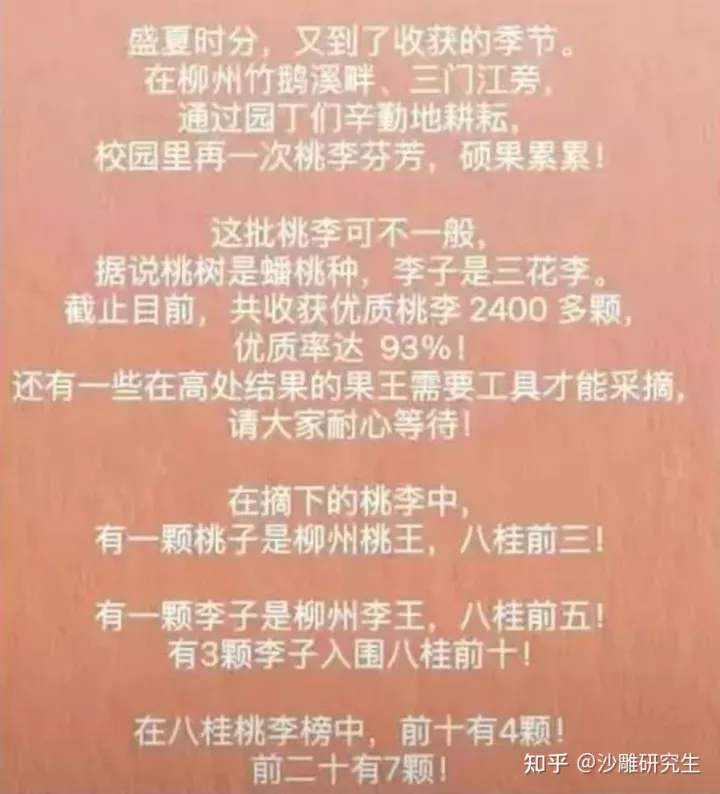 盛夏时分，又到了收获的季节。
在柳州竹鹅溪畔、三门江旁，
通过园丁们辛勤地耕耘，
校园里再一次桃李芬芳，硕果累累！
这批桃李可不一般，
据说桃树是蟠桃种，李子是三花李。
截止目前，共收获优质桃李 2400 多颗，
优质率达 93%！
还有一些在高处结果的果王需要工具才能采摘，
请大家耐心等待！
在摘下的桃李中，
有一颗桃子是柳州桃王，八桂前三！
有一颗李子是柳州李王，八桂前五！
有3颗李子入围八桂前十！
在八桂桃李榜中，前十有4颗！
前二十有7颗！
知乎 @沙雕研究生